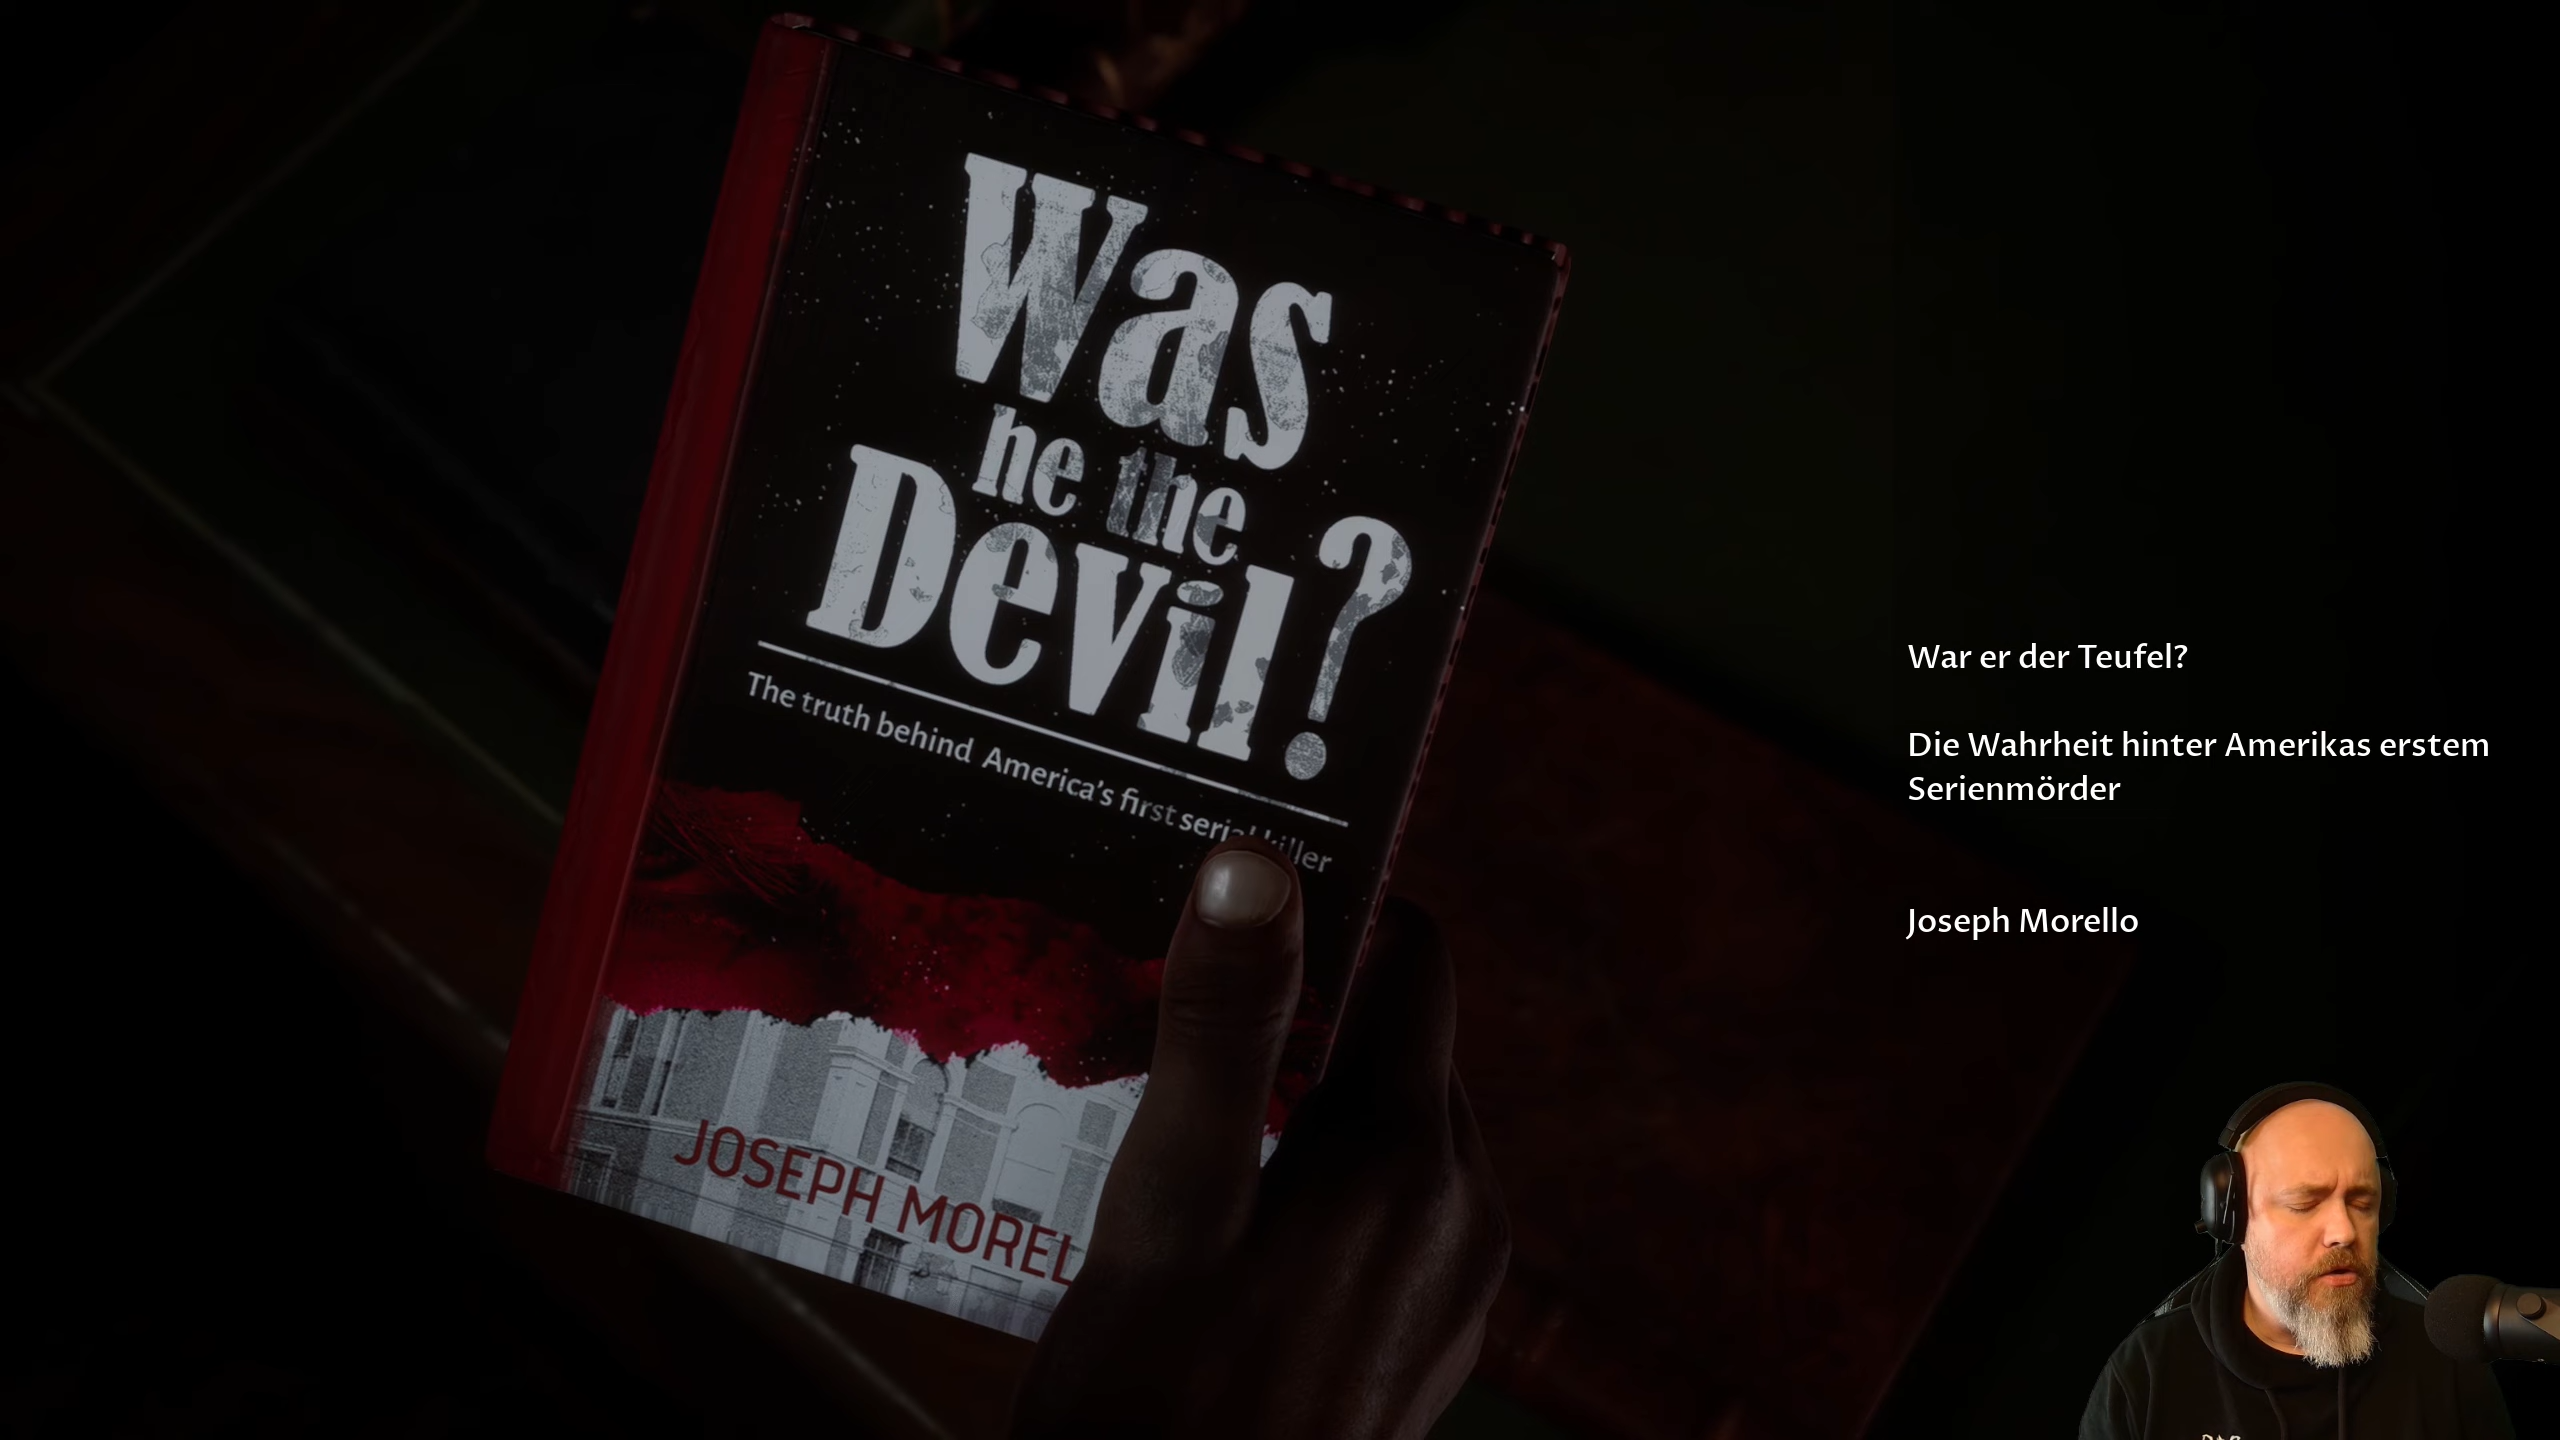 Was
he the
Devil?
The truth behind America's first serial killer
JOSEPH MOREL
War er der Teufel?
Die Wahrheit hinter Amerikas erstem
Serienmörder
Joseph Morello